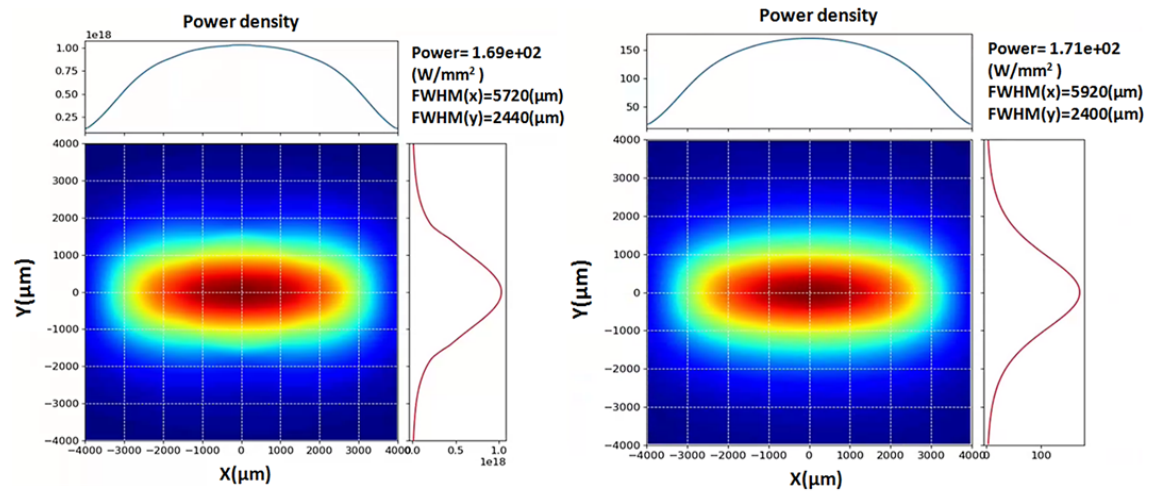 Power density
1e18
1.00
0.75
0.50
0.25
Power= 1.69e+02
(W/mm²)
FWHM(x)=5720(µm)
FWHM(y)=2440(µm)
4000
3000
2000
1000
0
−1000
−2000
−3000
−4000
Y(µm)
−4000 −3000 −2000 −1000 0 1000 2000 3000 4000
X(µm)
0.0 0.5 1.0
1e18
Power density
150
100
50
Power= 1.71e+02
(W/mm²)
FWHM(x)=5920(µm)
FWHM(y)=2400(µm)
4000
3000
2000
1000
0
−1000
−2000
−3000
−4000
Y(µm)
−4000 −3000 −2000 −1000 0 1000 2000 3000 4000
X(µm)
0 100